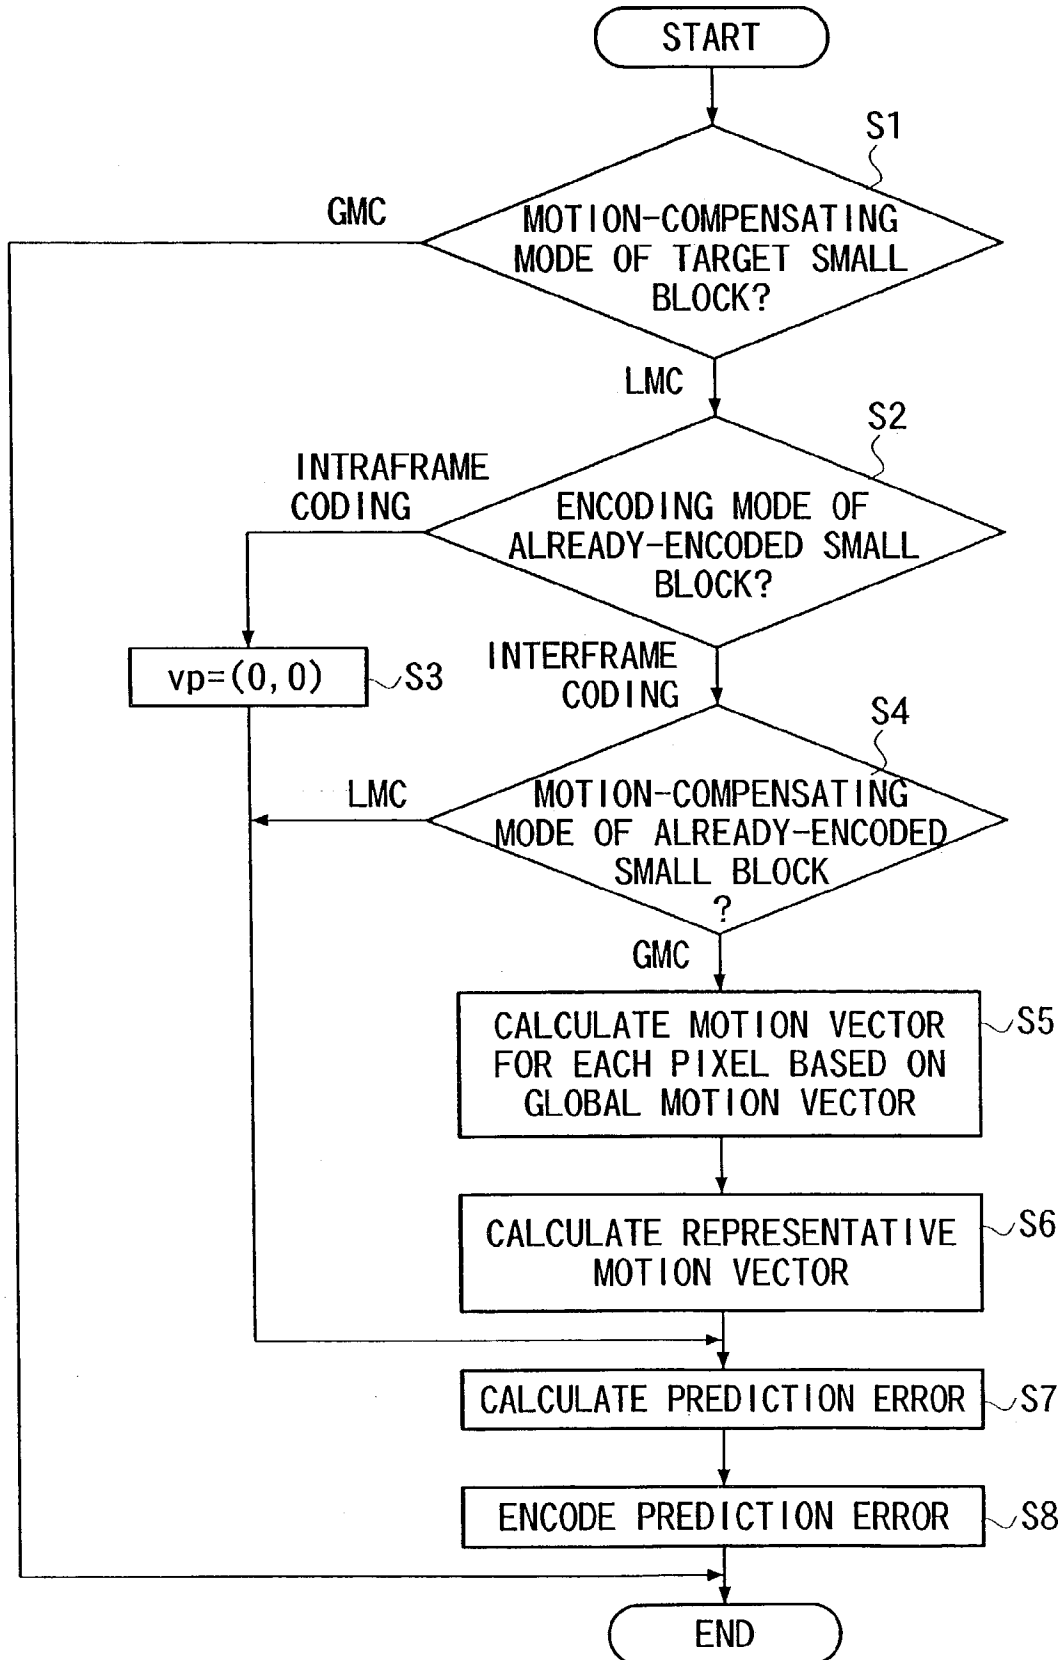 START
S1
GMC
MOTION-COMPENSATING
MODE OF TARGET SMALL
BLOCK?
LMC
S2
INTRAFRAME
CODING
ENCODING MODE OF
ALREADY-ENCODED SMALL
BLOCK?
INTERFRAME
CODING
vp=(0,0)
S3
S4
LMC
MOTION-COMPENSATING
MODE OF ALREADY-ENCODED
SMALL BLOCK
?
GMC
CALCULATE MOTION VECTOR
FOR EACH PIXEL BASED ON
GLOBAL MOTION VECTOR
S5
CALCULATE REPRESENTATIVE
MOTION VECTOR
S6
CALCULATE PREDICTION ERROR
S7
ENCODE PREDICTION ERROR
S8
END